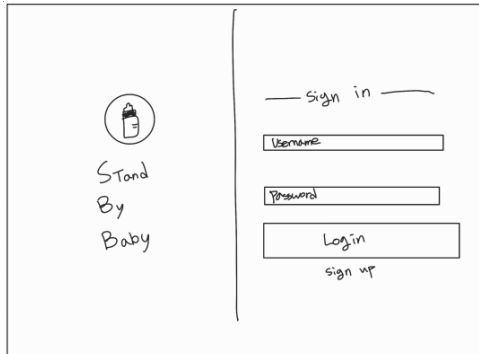 Stand
By
Baby
Sign in
Username
Password
Login
sign up